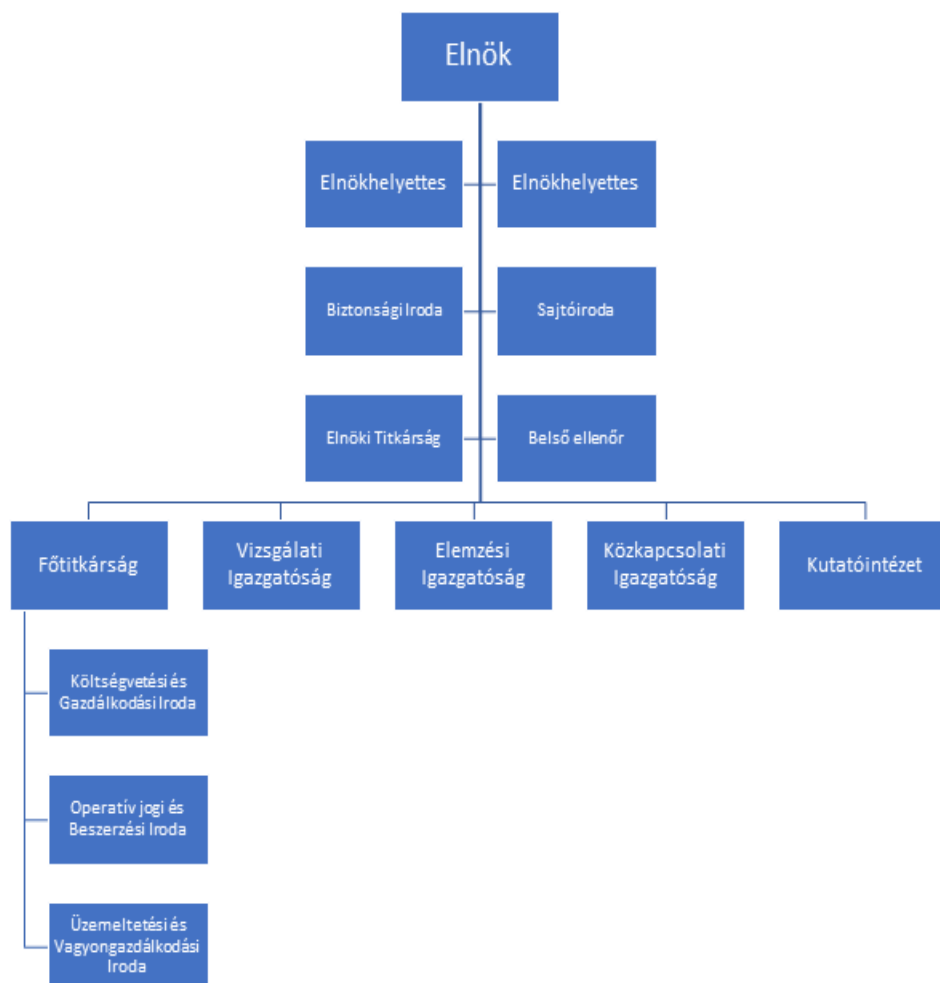 Elnök
Elnökhelyettes
Elnökhelyettes
Biztonsági Iroda
Sajtóiroda
Elnöki Titkárság
Belső ellenőr
Főtitkárság
Vizsgálati
Igazgatóság
Elemzési
Igazgatóság
Közkapcsolati
Igazgatóság
Kutatóintézet
Költségvetési és
Gazdálkodási Iroda
Operatív jogi és
Beszerzési Iroda
Üzemeltetési és
Vagyongazdálkodási
Iroda